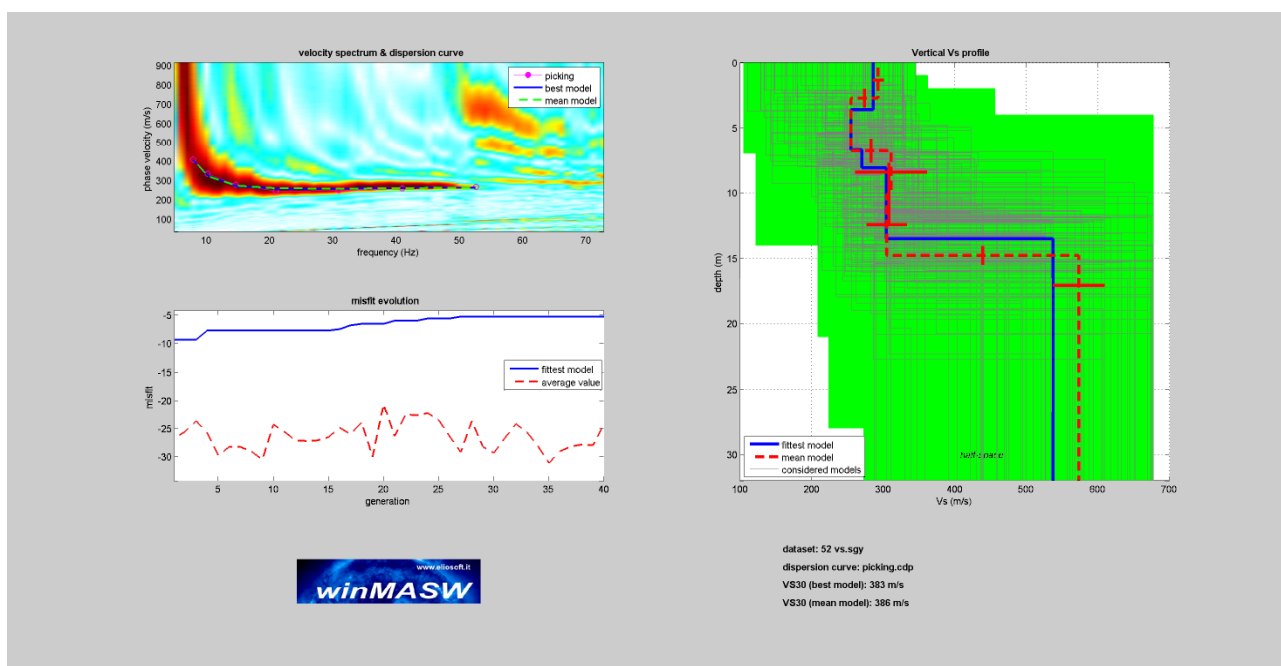 velocity spectrum & dispersion curve
900
800
700
600
500
400
300
200
100
phase velocity (m/s)
picking
best model
mean model
10
20
30
40
50
60
70
frequency (Hz)
misfit evolution
-5
-10
-15
-20
-25
-30
misfit
fittest model
average value
5
10
15
20
25
30
35
40
generation
www.eliosoft.it
winMASW
Vertical Vs profile
0
5
10
15
20
25
30
depth (m)
half-space
fittest model
mean model
considered models
100
200
300
400
500
600
700
Vs (m/s)
dataset: 52 vs.sgy
dispersion curve: picking.cdp
VS30 (best model): 383 m/s
VS30 (mean model): 386 m/s